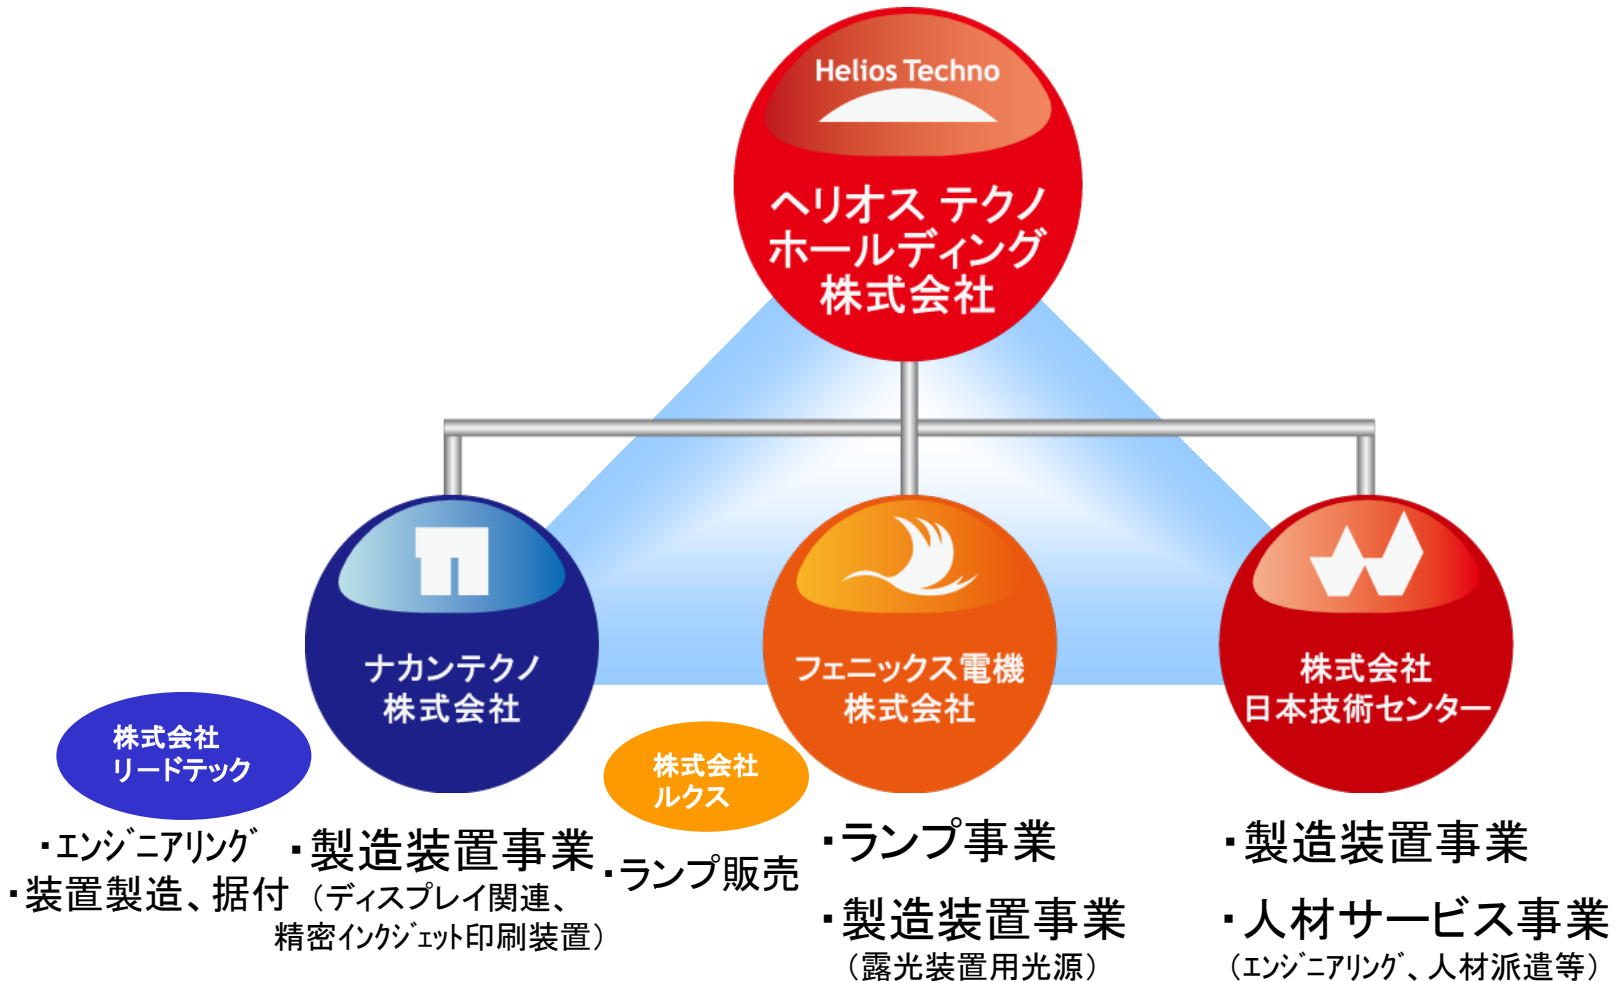 Helios Techno
ヘリオス テクノ
ホールディング
株式会社
ナカンテクノ
株式会社
フェニックス電機
株式会社
株式会社
日本技術センター
株式会社
リードテック
株式会社
ルクス
・エンジニアリング
・装置製造、据付
・製造装置事業
（ディスプレイ関連、
精密インクジェット印刷装置）
・ランプ販売
・ランプ事業
・製造装置事業
（露光装置用光源）
・製造装置事業
・人材サービス事業
（エンジニアリング、人材派遣等）